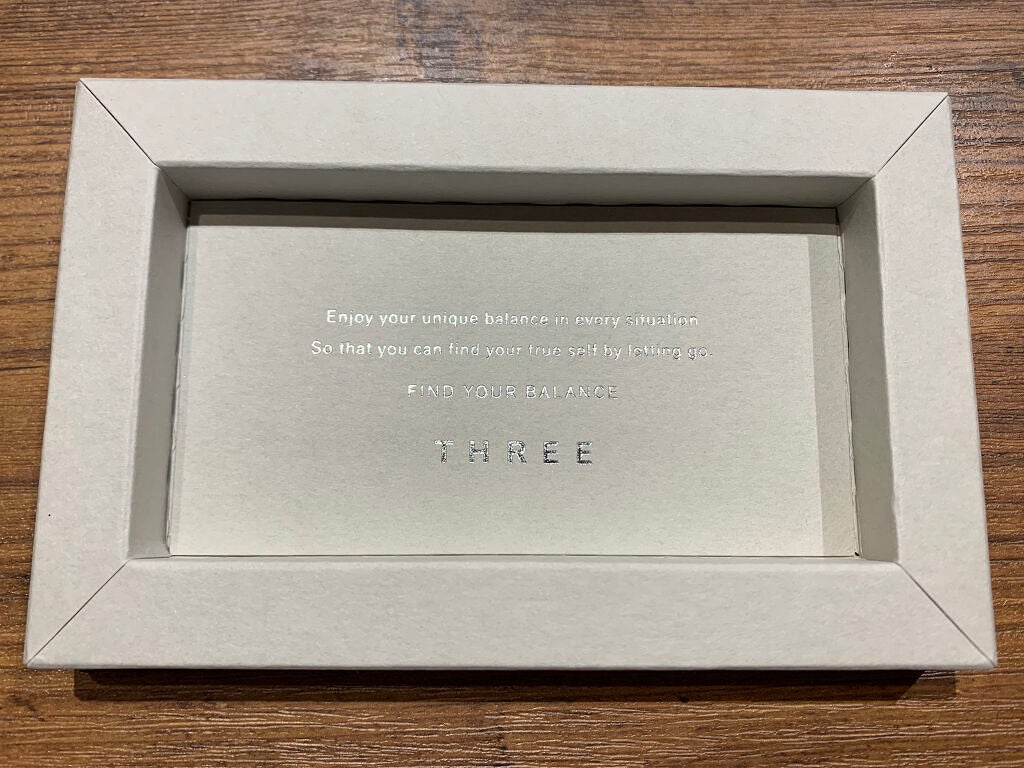 Enjoy your unique balance in every situation
So that you can find your true self by letting go.
FIND YOUR BALANCE
THREE